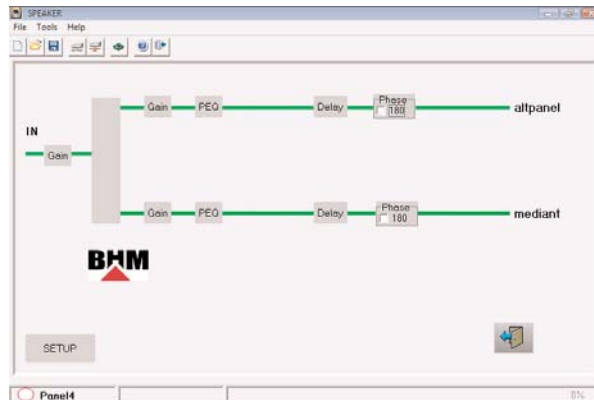 SPEAKER
File Tools Help
Gain PEQ Delay Phase 180 altpanel
IN
Gain
Gain PEQ Delay Phase 180 mediant
BHM
SETUP
Panel4 0%